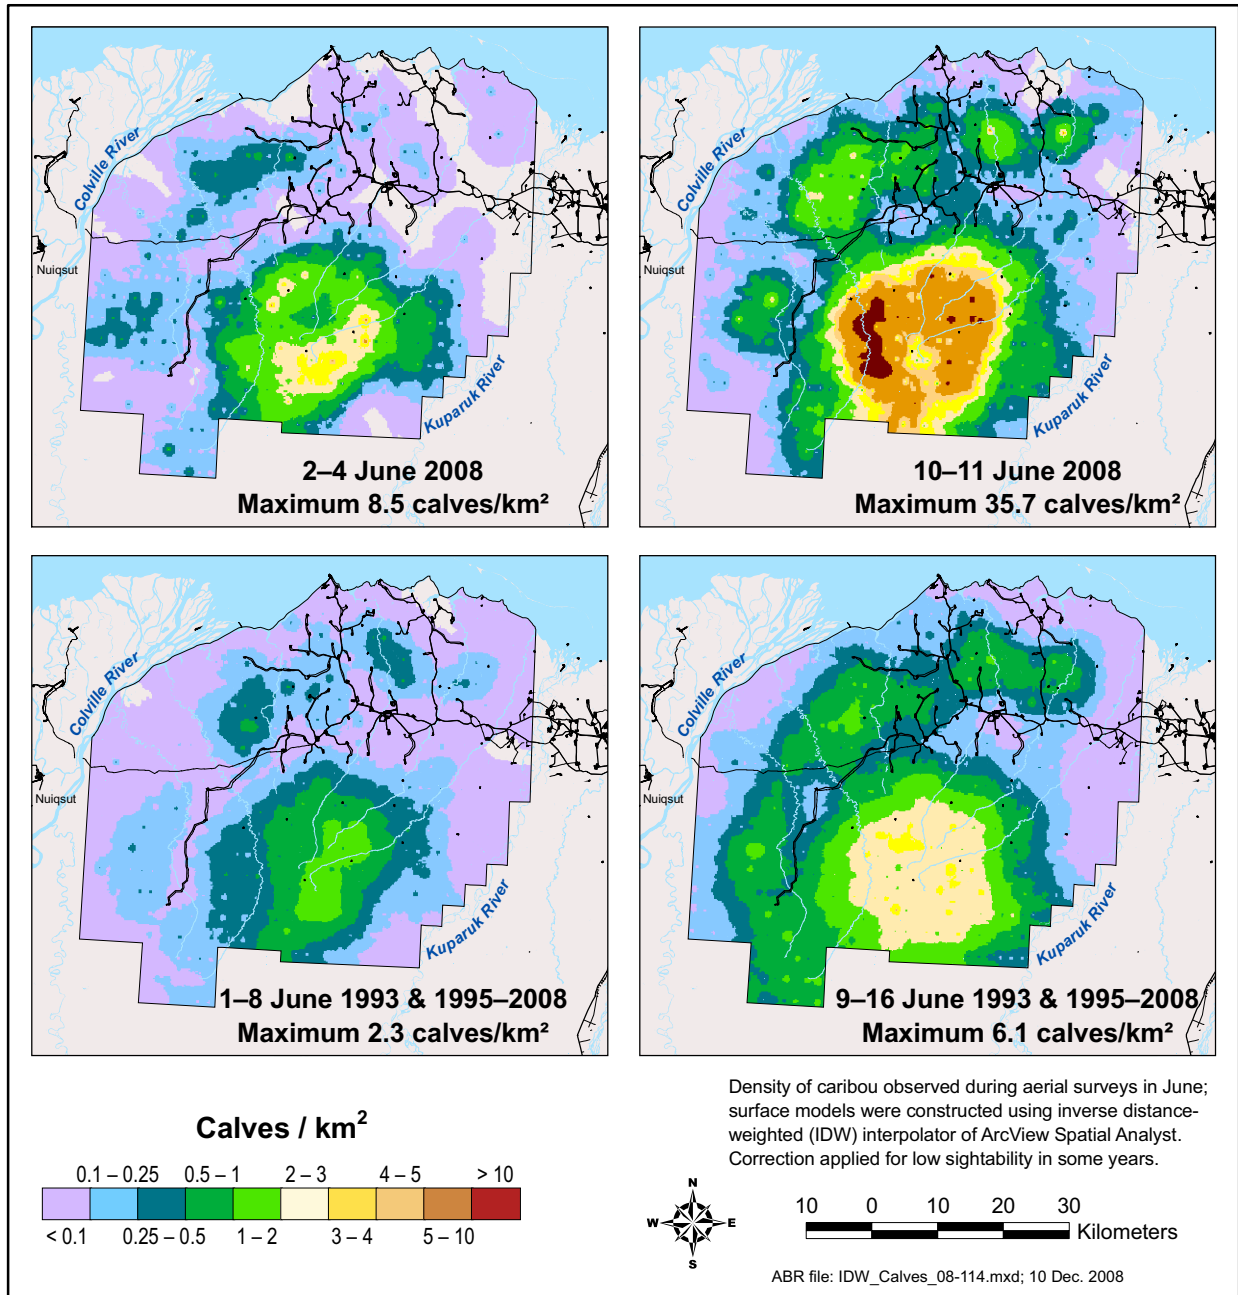 Colville River
Nuiqsut
Kuparuk River
2–4 June 2008
Maximum 8.5 calves/km²
Colville River
Nuiqsut
Kuparuk River
10–11 June 2008
Maximum 35.7 calves/km²
Colville River
Nuiqsut
Kuparuk River
1–8 June 1993 & 1995–2008
Maximum 2.3 calves/km²
Colville River
Nuiqsut
Kuparuk River
9–16 June 1993 & 1995–2008
Maximum 6.1 calves/km²
Calves / km²
0.1 – 0.25 0.5 – 1 2 – 3 4 – 5 > 10
< 0.1 0.25 – 0.5 1 – 2 3 – 4 5 – 10
Density of caribou observed during aerial surveys in June;
surface models were constructed using inverse distance-
weighted (IDW) interpolator of ArcView Spatial Analyst.
Correction applied for low sightability in some years.
N
W E
S
10 0 10 20 30
Kilometers
ABR file: IDW_Calves_08-114.mxd; 10 Dec. 2008